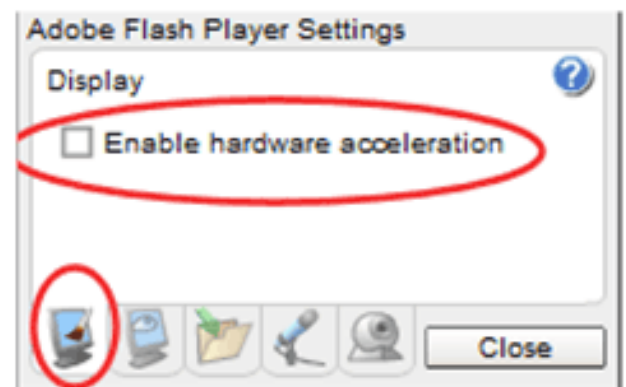 Adobe Flash Player Settings
Display
?
Enable hardware acceleration
Close